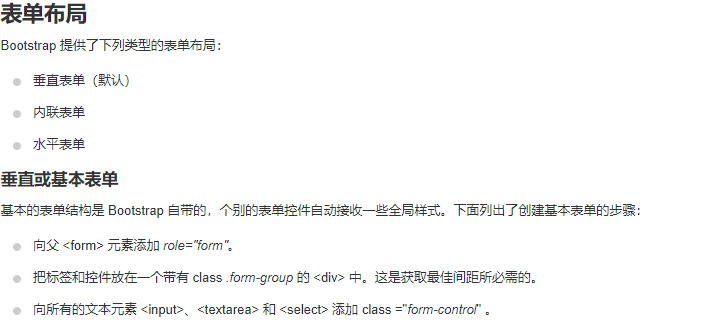 表单布局
Bootstrap 提供了下列类型的表单布局：
垂直表单（默认）
内联表单
水平表单
垂直或基本表单
基本的表单结构是 Bootstrap 自带的，个别的表单控件自动接收一些全局样式。下面列出了创建基本表单的步骤：
向父 <form> 元素添加 role="form"。
把标签和控件放在一个带有 class .form-group 的 <div> 中。这是获取最佳间距所必需的。
向所有的文本元素 <input>、<textarea> 和 <select> 添加 class ="form-control" 。